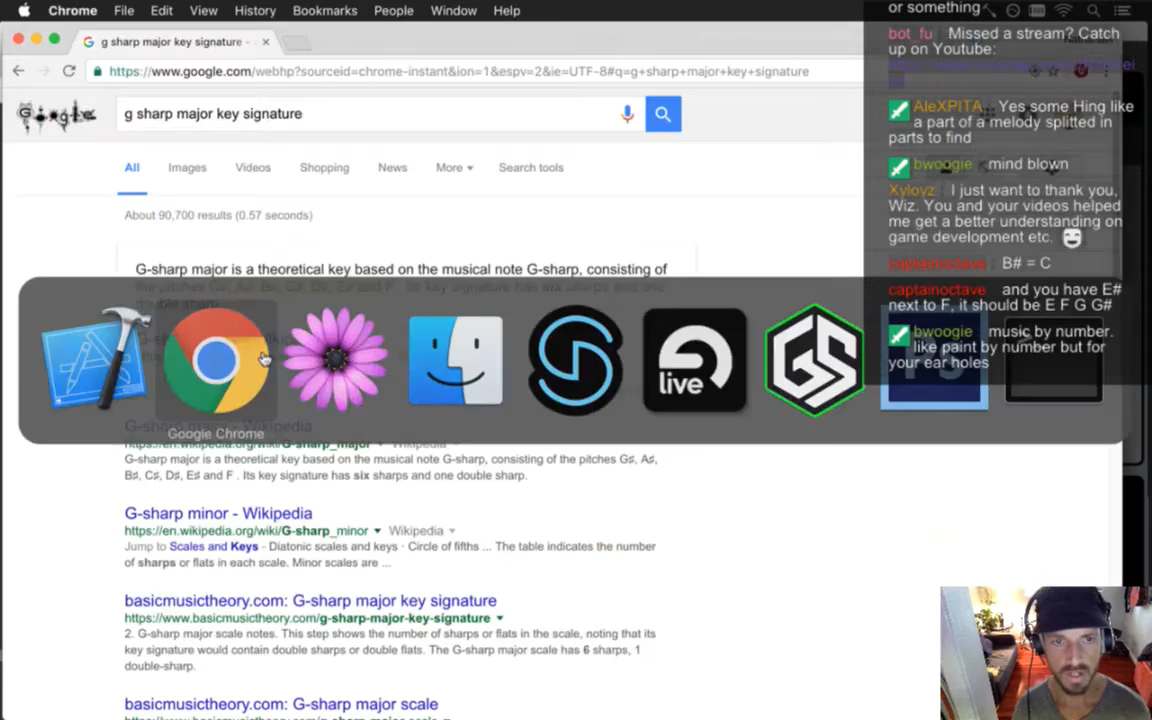 Chrome File Edit View History Bookmarks People Window Help
g sharp major key signature -
https://www.google.com/webhp?sourceid=chrome-instant&ion=1&espv=2&ie=UTF-8#q=g+sharp+major+key+signature
g sharp major key signature
All Images Videos Shopping News More Search tools
About 90,700 results (0.57 seconds)
G-sharp major is a theoretical key based on the musical note G-sharp, consisting of
live
GS
Google Chrome
https://en.wikipedia.org/wiki/G-sharp_major Wikipedia
G-sharp major is a theoretical key based on the musical note G-sharp, consisting of the pitches G♯, A♯,
B♯, C♯, D♯, E♯ and F . Its key signature has six sharps and one double sharp.
G-sharp minor - Wikipedia
https://en.wikipedia.org/wiki/G-sharp_minor Wikipedia
Jump to Scales and Keys - Diatonic scales and keys · Circle of fifths ... The table indicates the number
of sharps or flats in each scale. Minor scales are ...
basicmusictheory.com: G-sharp major key signature
https://www.basicmusictheory.com/g-sharp-major-key-signature
2. G-sharp major scale notes. This step shows the number of sharps or flats in the scale, noting that its
key signature would contain double sharps or double flats. The G-sharp major scale has 6 sharps, 1
double-sharp.
basicmusictheory.com: G-sharp major scale
or something
bot_fu Missed a stream? Catch
up on Youtube:
AleXPITA Yes some Hing like
a part of a melody splitted in
parts to find
bwoogie mind blown
Xyloyz I just want to thank you,
Wiz. You and your videos helped
me get a better understanding on
game development etc.
captainoctave B# = C
captainoctave and you have E#
next to F, it should be E F G G#
bwoogie music by number.
like paint by number but for
your ear holes